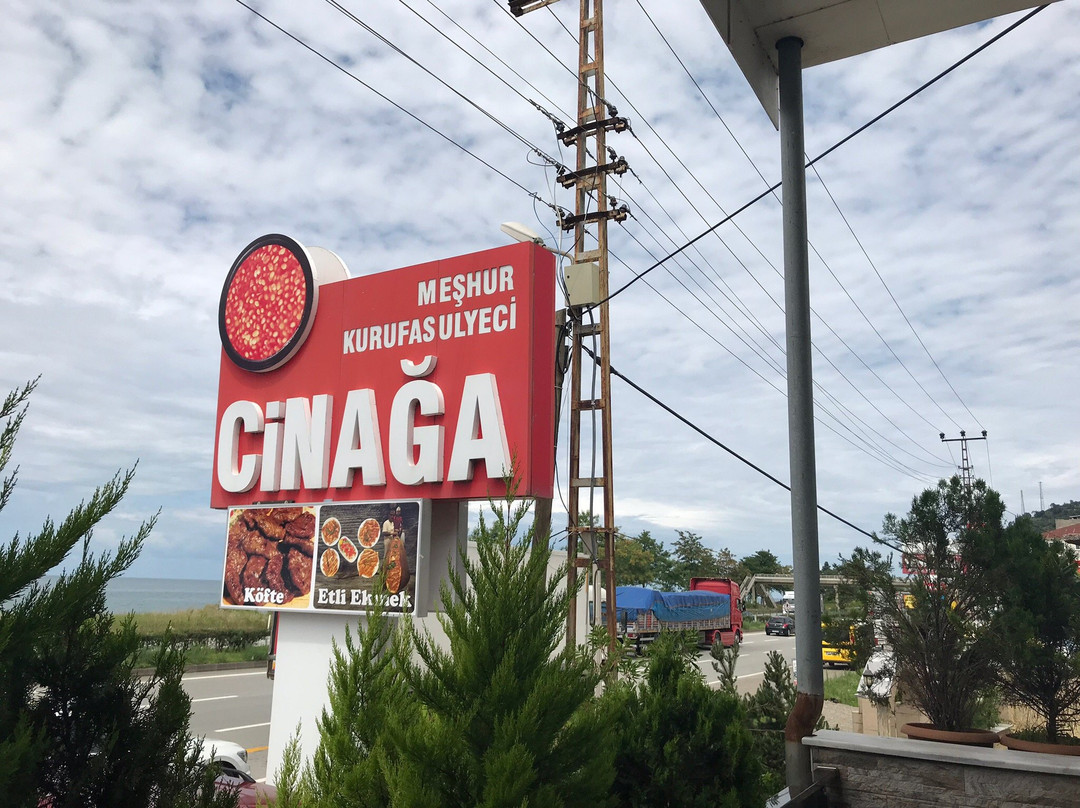 MEŞHUR
KURUFASULYECİ
CİNAĞA
Köfte
Etli Ekmek